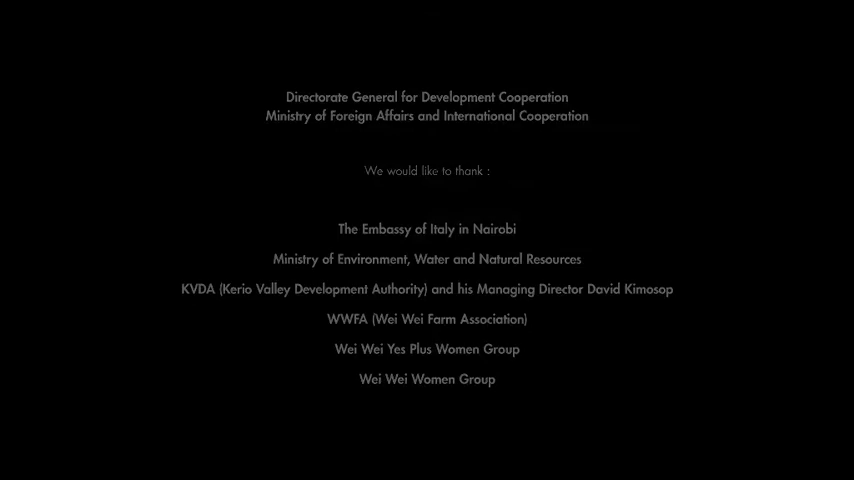 Directorate General for Development Cooperation
Ministry of Foreign Affairs and International Cooperation
We would like to thank :
The Embassy of Italy in Nairobi
Ministry of Environment, Water and Natural Resources
KVDA (Kerio Valley Development Authority) and his Managing Director David Kimosop
WWFA (Wei Wei Farm Association)
Wei Wei Yes Plus Women Group
Wei Wei Women Group